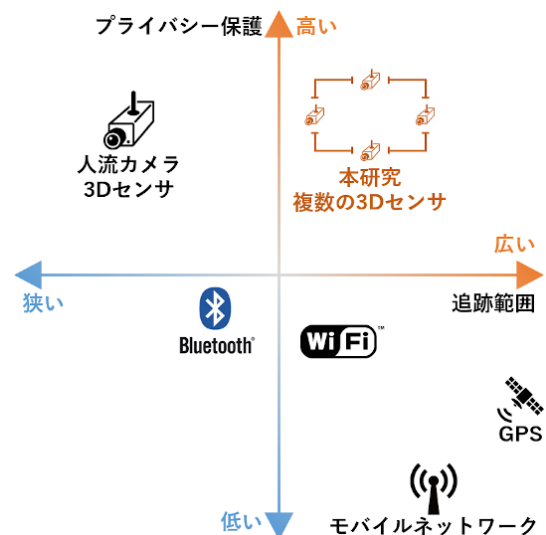 プライバシー保護 高い
人流カメラ
3Dセンサ
本研究
複数の3Dセンサ
広い
狭い
追跡範囲
Bluetooth®
WiFi™
GPS
低い
モバイルネットワーク